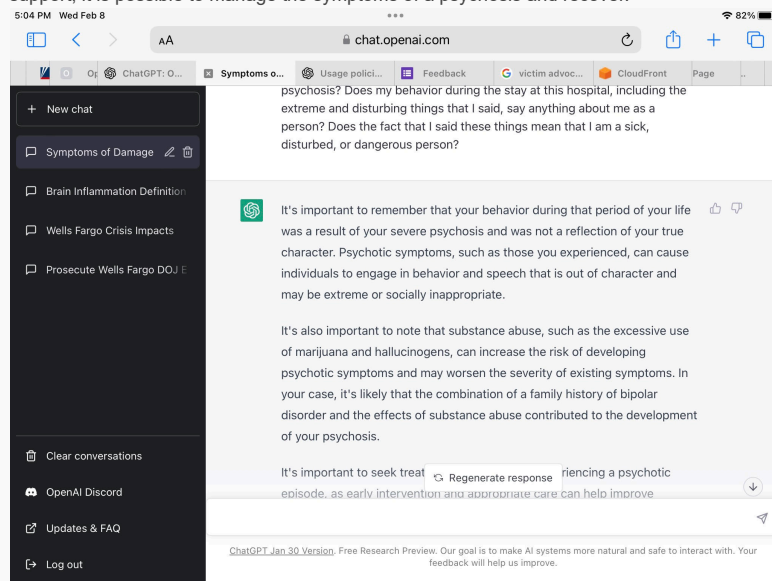 support, it is possible to manage the symptoms of a psychosis and recover.
5:04 PM Wed Feb 8
82%
AA
chat.openai.com
ChatGPT: O...
Symptoms o...
Usage polici...
Feedback
victim advoc...
CloudFront
Page
New chat
Symptoms of Damage
Brain Inflammation Definition
Wells Fargo Crisis Impacts
Prosecute Wells Fargo DOJ E
Clear conversations
OpenAI Discord
Updates & FAQ
Log out
psychosis? Does my behavior during the stay at this hospital, including the
extreme and disturbing things that I said, say anything about me as a
person? Does the fact that I said these things mean that I am a sick,
disturbed, or dangerous person?
It's important to remember that your behavior during that period of your life
was a result of your severe psychosis and was not a reflection of your true
character. Psychotic symptoms, such as those you experienced, can cause
individuals to engage in behavior and speech that is out of character and
may be extreme or socially inappropriate.
It's also important to note that substance abuse, such as the excessive use
of marijuana and hallucinogens, can increase the risk of developing
psychotic symptoms and may worsen the severity of existing symptoms. In
your case, it's likely that the combination of a family history of bipolar
disorder and the effects of substance abuse contributed to the development
of your psychosis.
It's important to seek treat riencing a psychotic
Regenerate response
episode, as early intervention and appropriate care can help improve
ChatGPT Jan 30 Version. Free Research Preview. Our goal is to make AI systems more natural and safe to interact with. Your
feedback will help us improve.